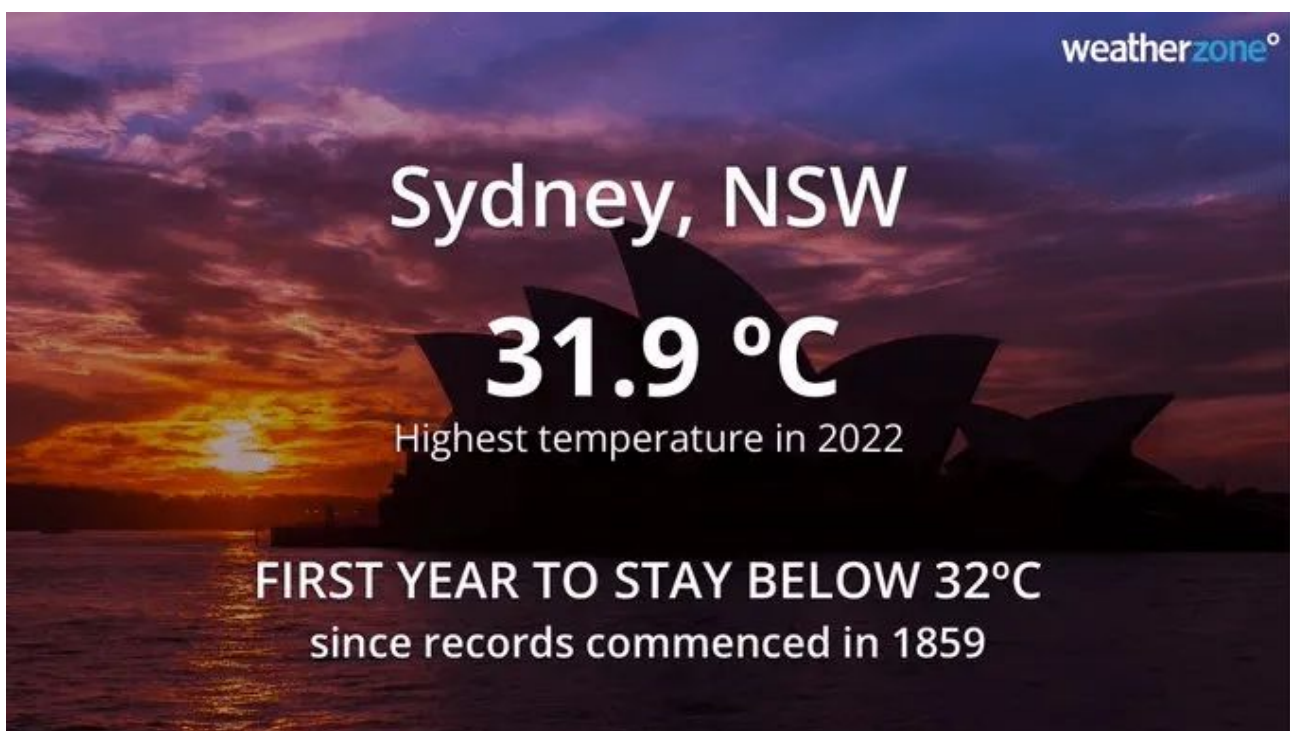 weatherzone°
Sydney, NSW
31.9 ºC
Highest temperature in 2022
FIRST YEAR TO STAY BELOW 32ºC
since records commenced in 1859